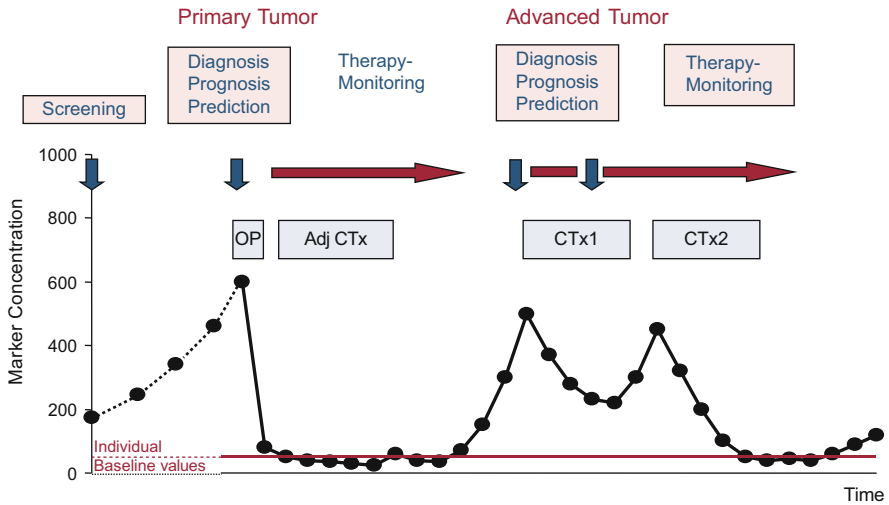 Primary Tumor
Advanced Tumor
Screening
Diagnosis
Prognosis
Prediction
Therapy-
Monitoring
Diagnosis
Prognosis
Prediction
Therapy-
Monitoring
1000
800
600
400
200
0
Marker Concentration
OP
Adj CTx
CTx1
CTx2
Individual
Baseline values
Time